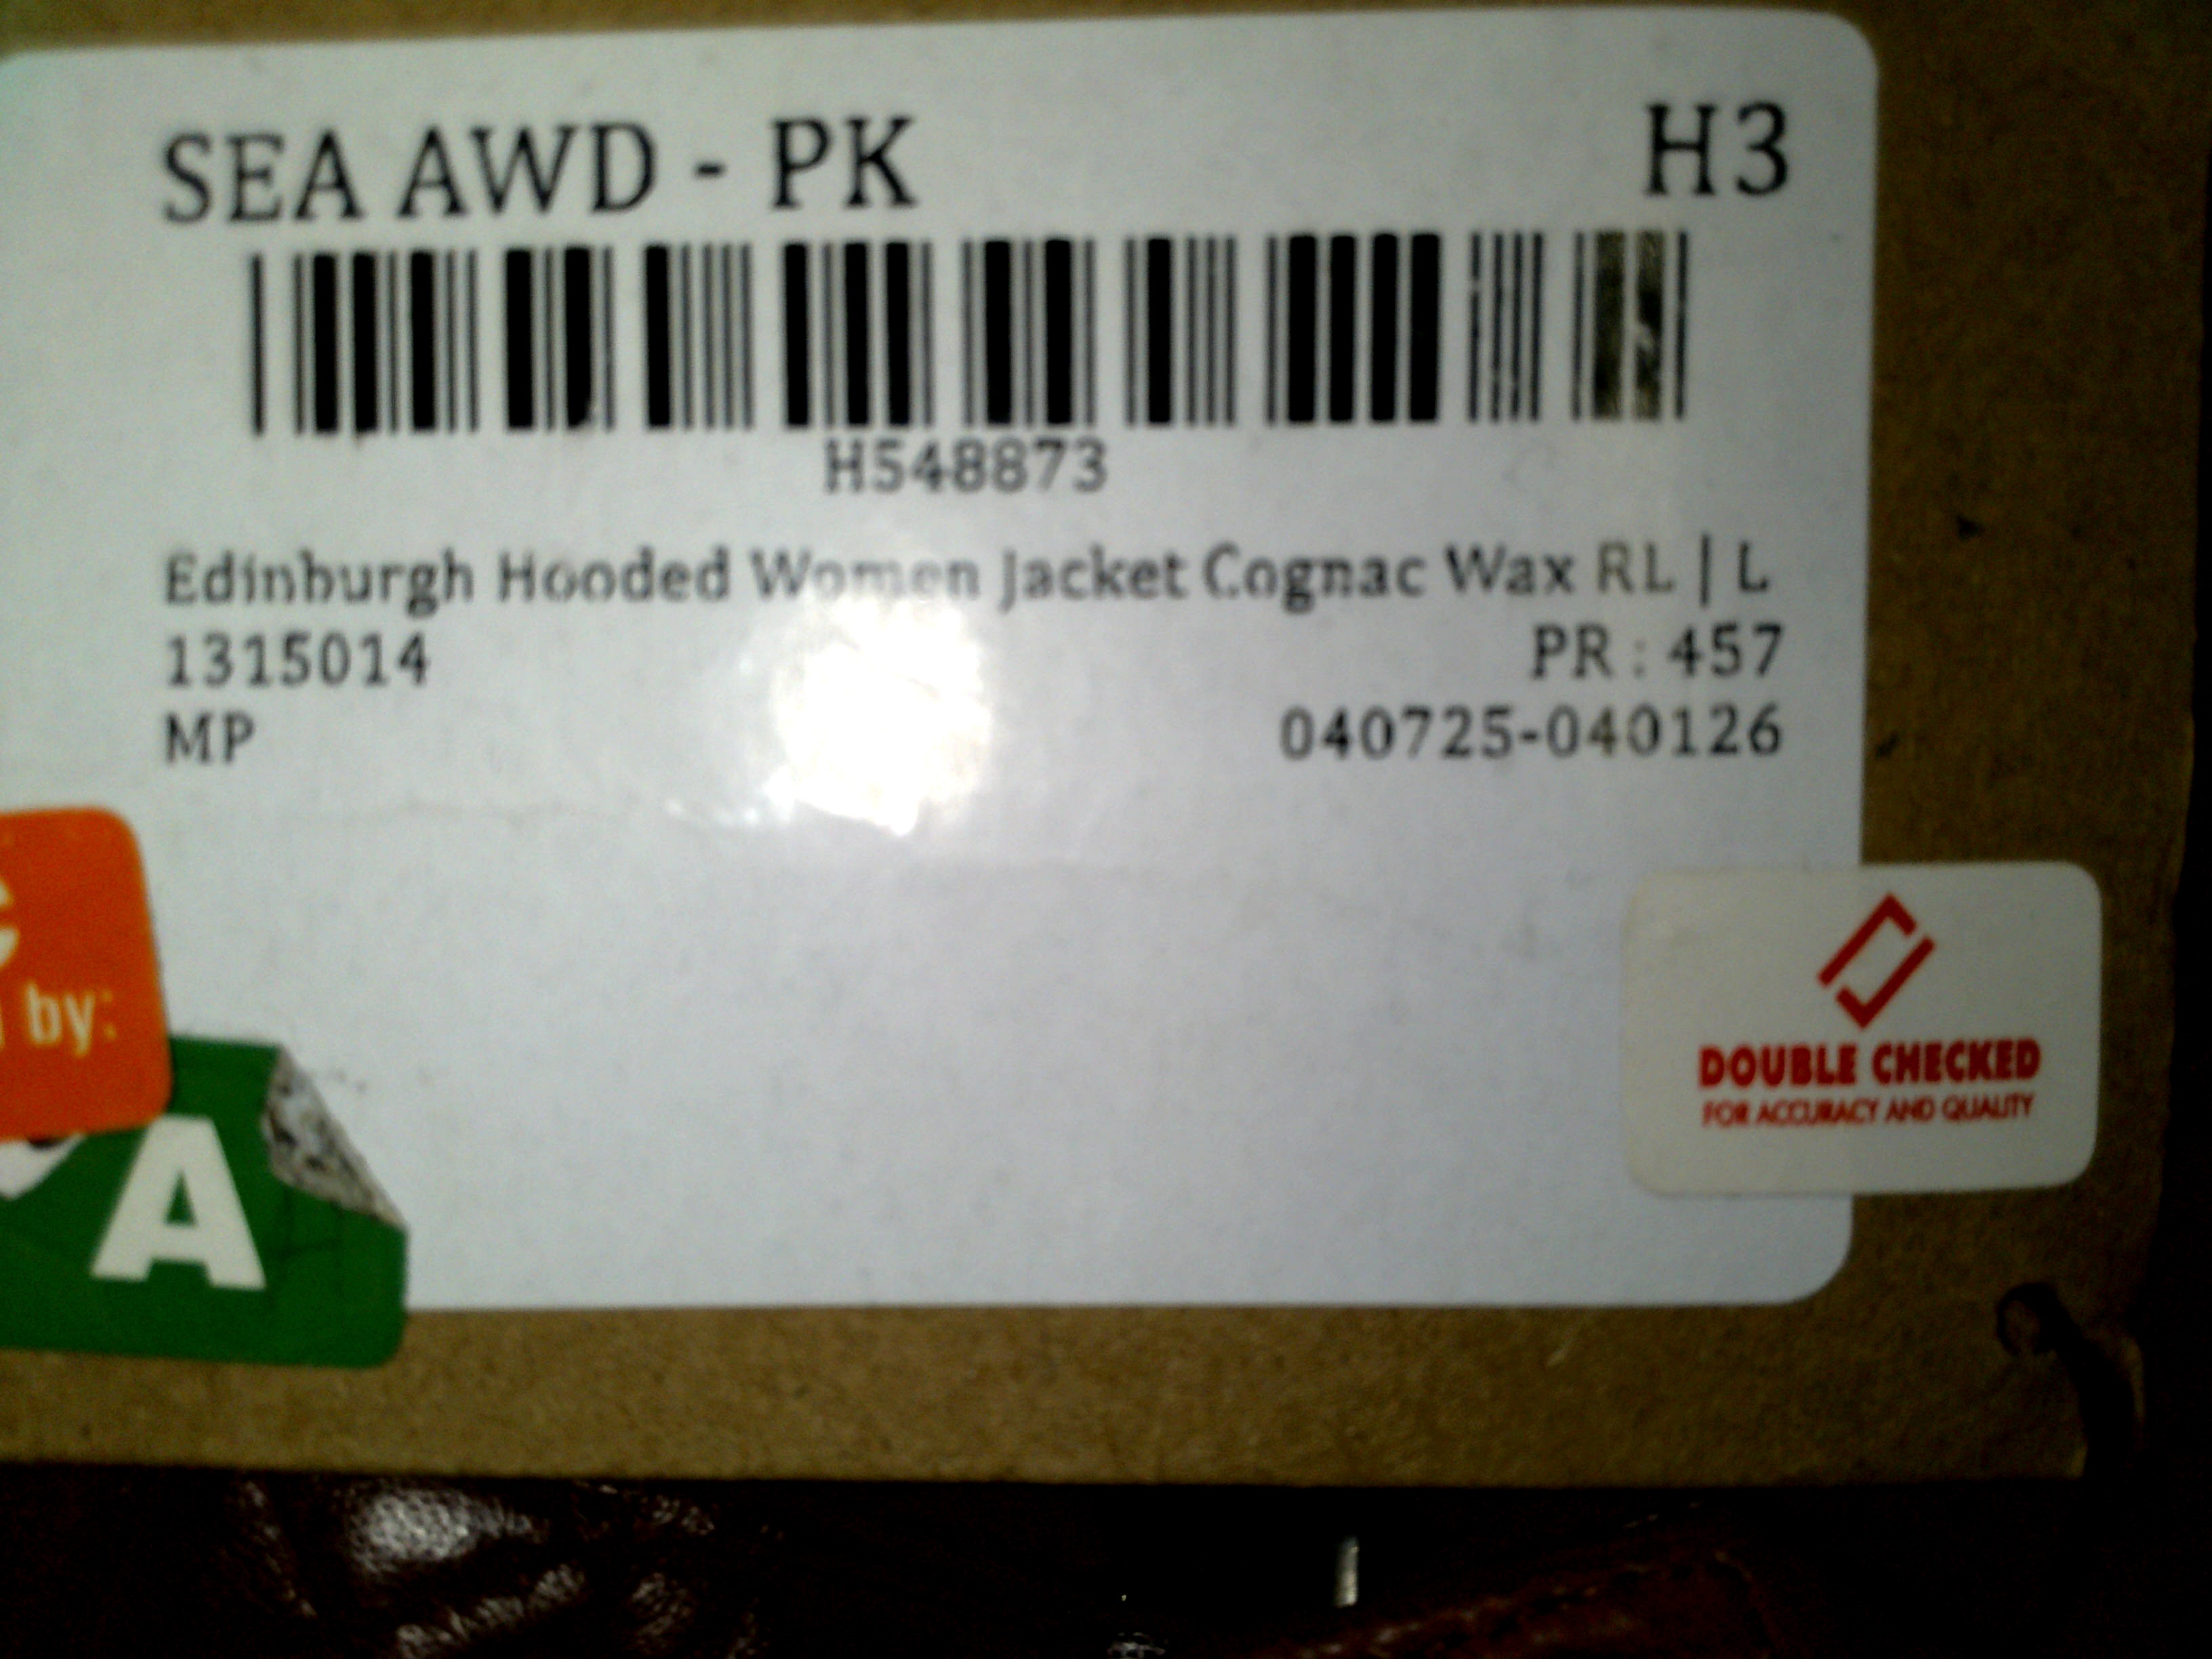 SEA AWD - PK
H3
H548873
Edinburgh Hooded Women Jacket Cognac Wax RL | L
1315014
PR : 457
MP
040725-040126
by:
A
DOUBLE CHECKED
FOR ACCURACY AND QUALITY